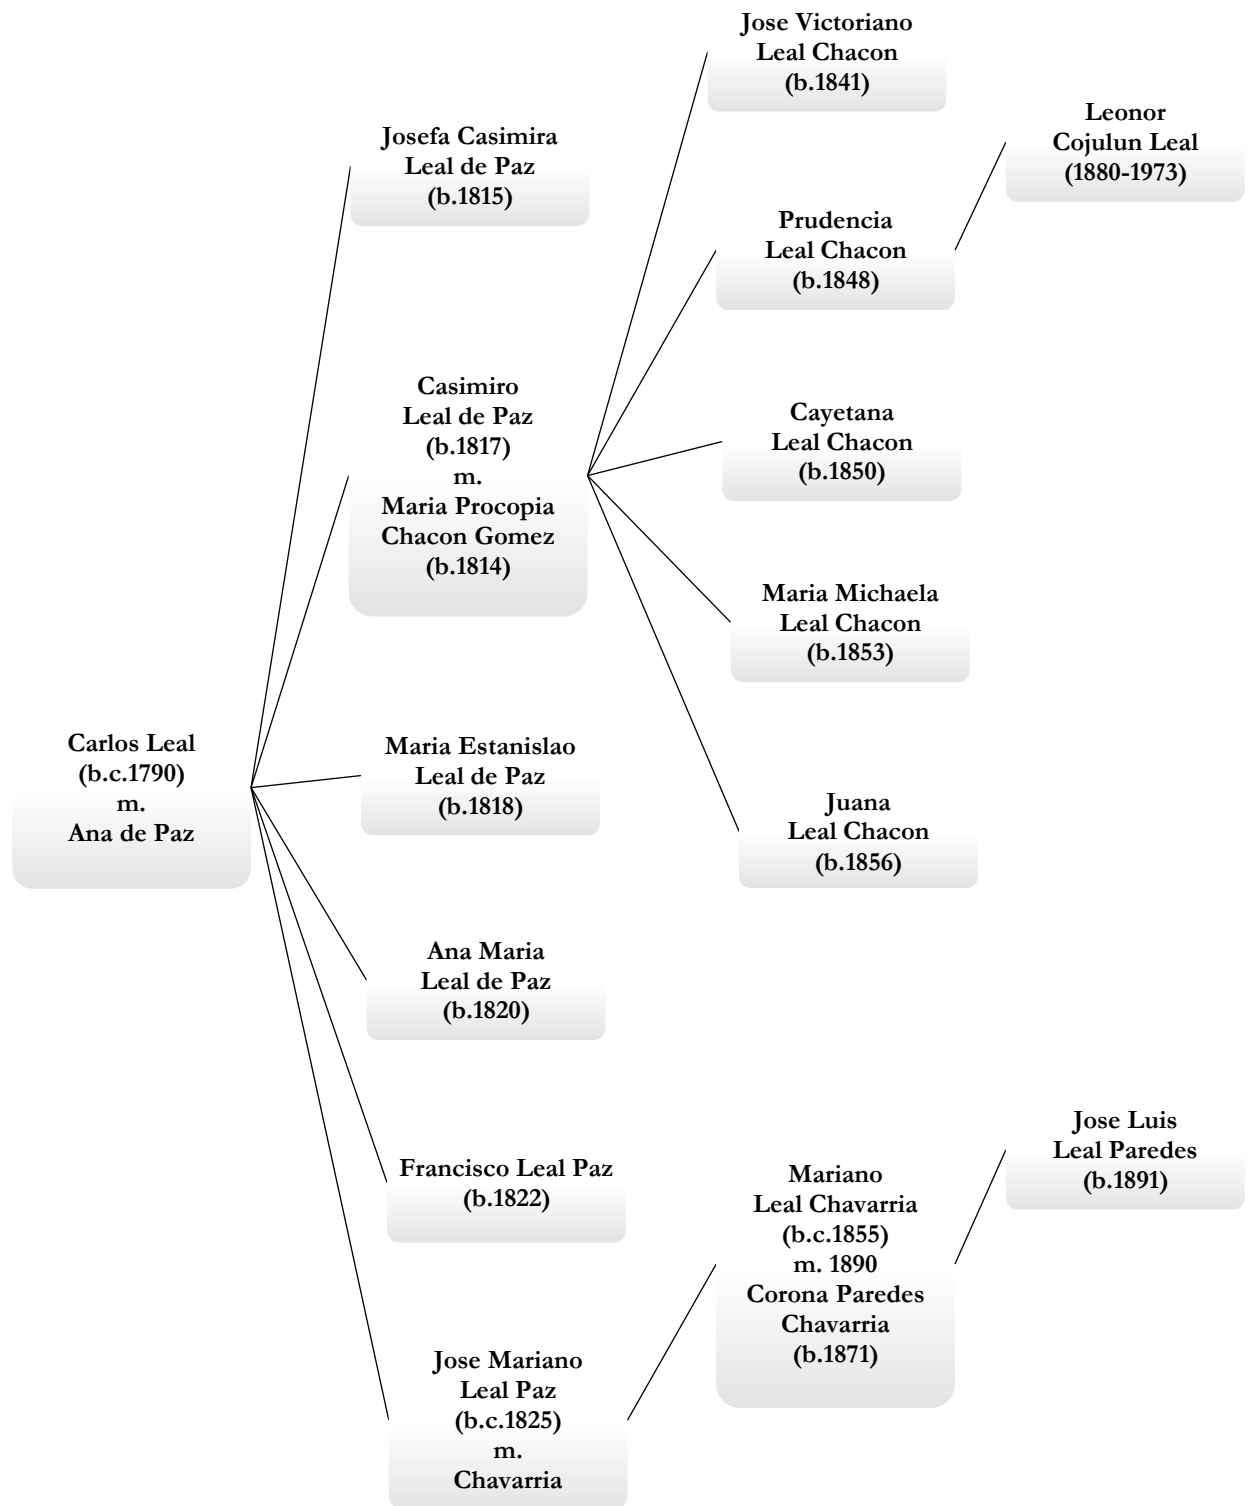 Carlos Leal
(b.c.1790)
m.
Ana de Paz
Josefa Casimira
Leal de Paz
(b.1815)
Casimiro
Leal de Paz
(b.1817)
m.
Maria Procopia
Chacon Gomez
(b.1814)
Maria Estanislao
Leal de Paz
(b.1818)
Ana Maria
Leal de Paz
(b.1820)
Francisco Leal Paz
(b.1822)
Jose Mariano
Leal Paz
(b.c.1825)
m.
Chavarria
Jose Victoriano
Leal Chacon
(b.1841)
Prudencia
Leal Chacon
(b.1848)
Cayetana
Leal Chacon
(b.1850)
Maria Michaela
Leal Chacon
(b.1853)
Juana
Leal Chacon
(b.1856)
Mariano
Leal Chavarria
(b.c.1855)
m. 1890
Corona Paredes
Chavarria
(b.1871)
Leonor
Cojulun Leal
(1880-1973)
Jose Luis
Leal Paredes
(b.1891)